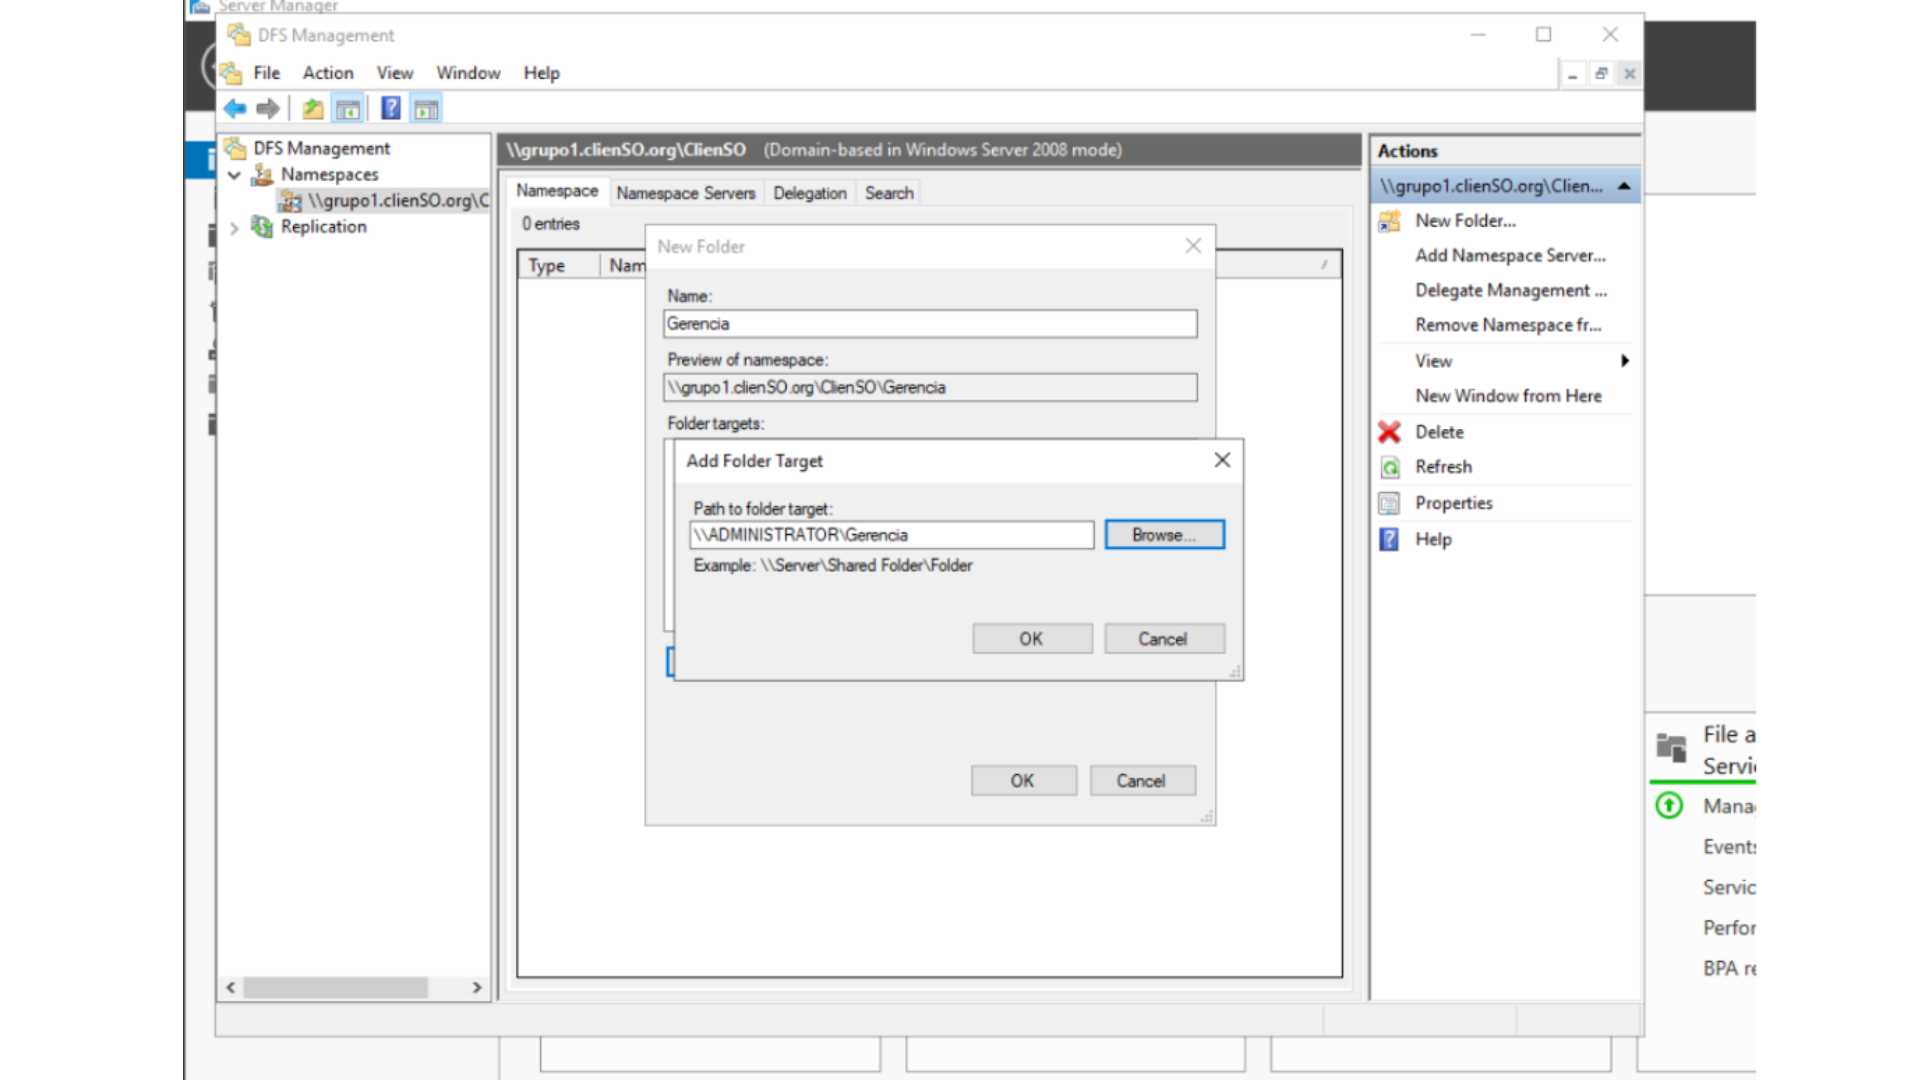 Server Manager
DFS Management
File Action View Window Help
DFS Management
Namespaces
\\grupo1.clienSO.org\C
Replication
\\grupo1.clienSO.org\ClienSO (Domain-based in Windows Server 2008 mode)
Namespace Namespace Servers Delegation Search
0 entries
Type Nam
New Folder
Name:
Gerencia
Preview of namespace:
\\grupo1.clienSO.org\ClienSO\Gerencia
Folder targets:
Add Folder Target
Path to folder target:
\\ADMINISTRATOR\Gerencia
Browse...
Example: \\Server\Shared Folder\Folder
OK Cancel
OK Cancel
Actions
\\grupo1.clienSO.org\Clien...
New Folder...
Add Namespace Server...
Delegate Management ...
Remove Namespace fr...
View
New Window from Here
Delete
Refresh
Properties
Help
File a
Servi
Mana
Events
Servic
Perfor
BPA re